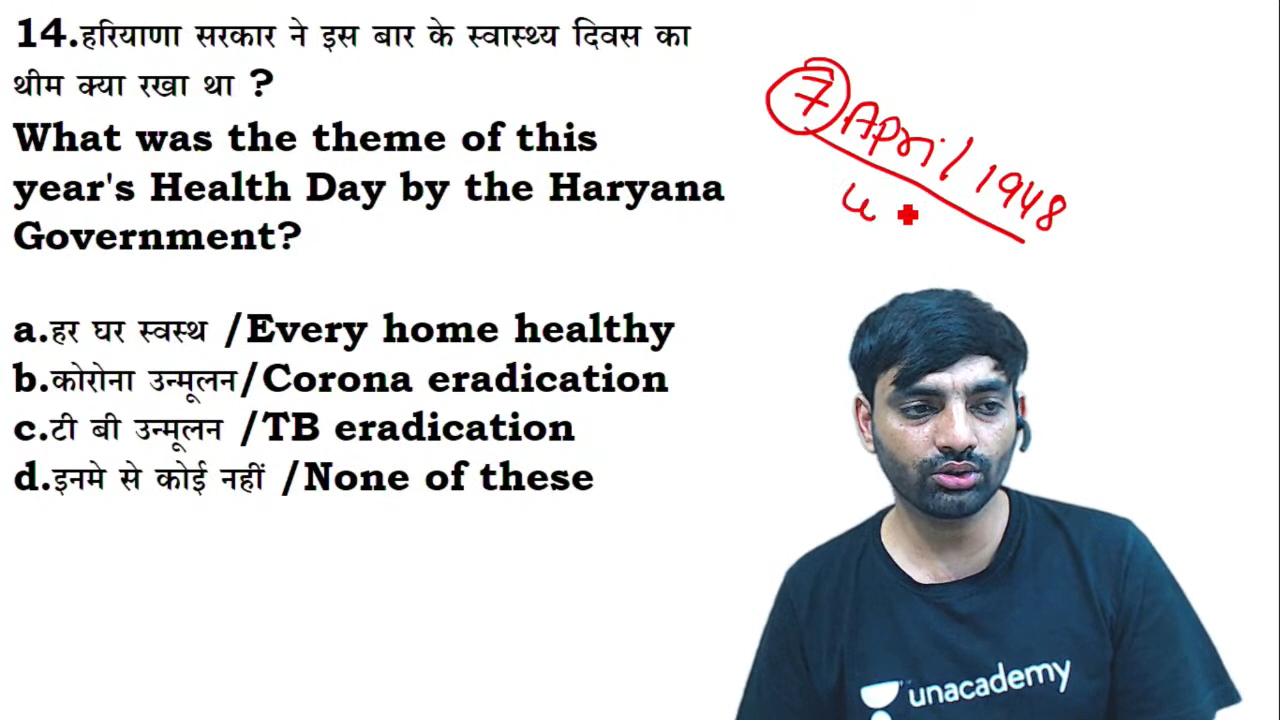 14.हरियाणा सरकार ने इस बार के स्वास्थ्य दिवस का
थीम क्या रखा था ?
What was the theme of this
year's Health Day by the Haryana
Government?
a.हर घर स्वस्थ /Every home healthy
b.कोरोना उन्मूलन/Corona eradication
c.टी बी उन्मूलन /TB eradication
d.इनमे से कोई नहीं /None of these
7 April 1948
unacademy